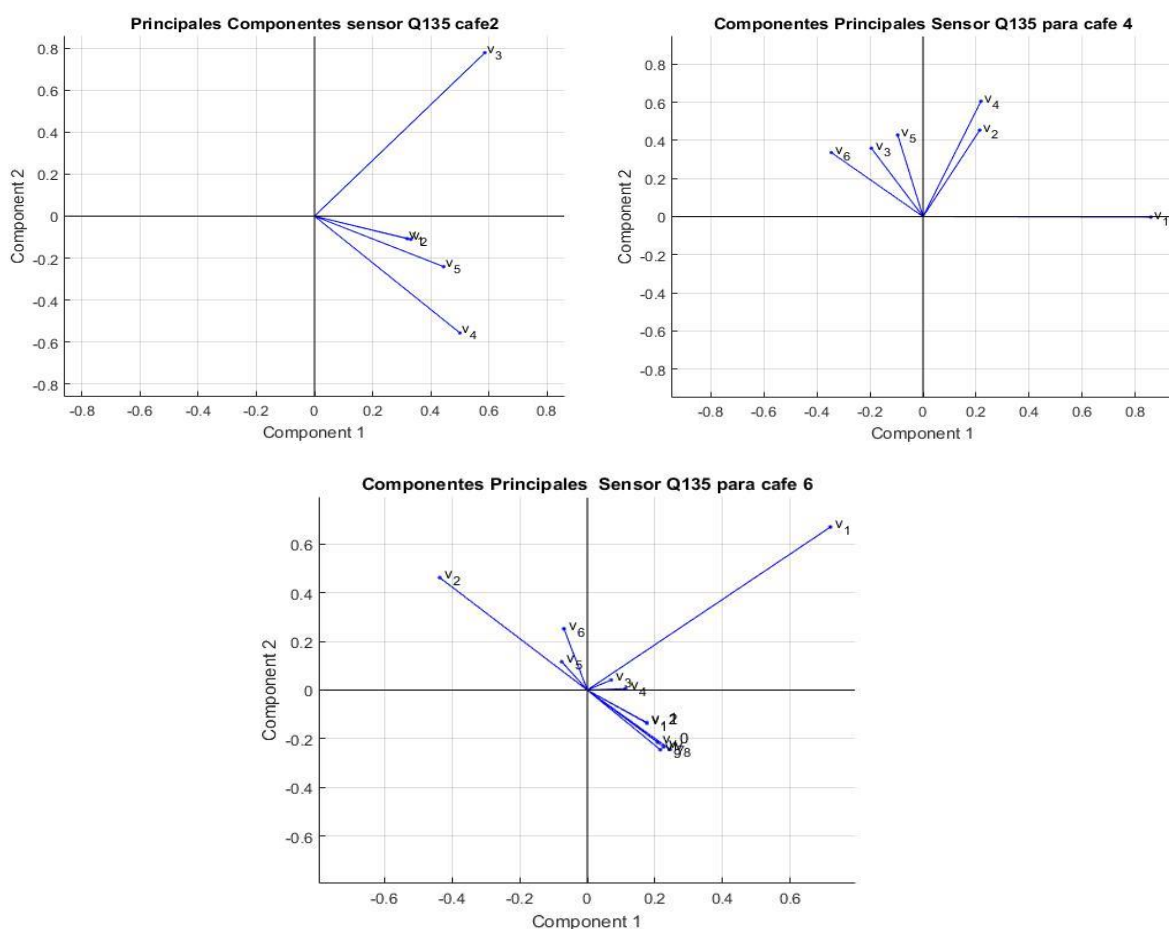 Principales Componentes sensor Q135 cafe2
Component 2
0.8
0.6
0.4
0.2
0
-0.2
-0.4
-0.6
-0.8
v3
v2
v5
v4
-0.8 -0.6 -0.4 -0.2 0 0.2 0.4 0.6 0.8
Component 1
Componentes Principales Sensor Q135 para cafe 4
Component 2
0.8
0.6
0.4
0.2
0
-0.2
-0.4
-0.6
-0.8
v4
v2
v5
v3
v6
v1
-0.8 -0.6 -0.4 -0.2 0 0.2 0.4 0.6 0.8
Component 1
Componentes Principales Sensor Q135 para cafe 6
Component 2
0.6
0.4
0.2
0
-0.2
-0.4
-0.6
v1
v2
v6
v5
v3
v4
v8
-0.6 -0.4 -0.2 0 0.2 0.4 0.6
Component 1